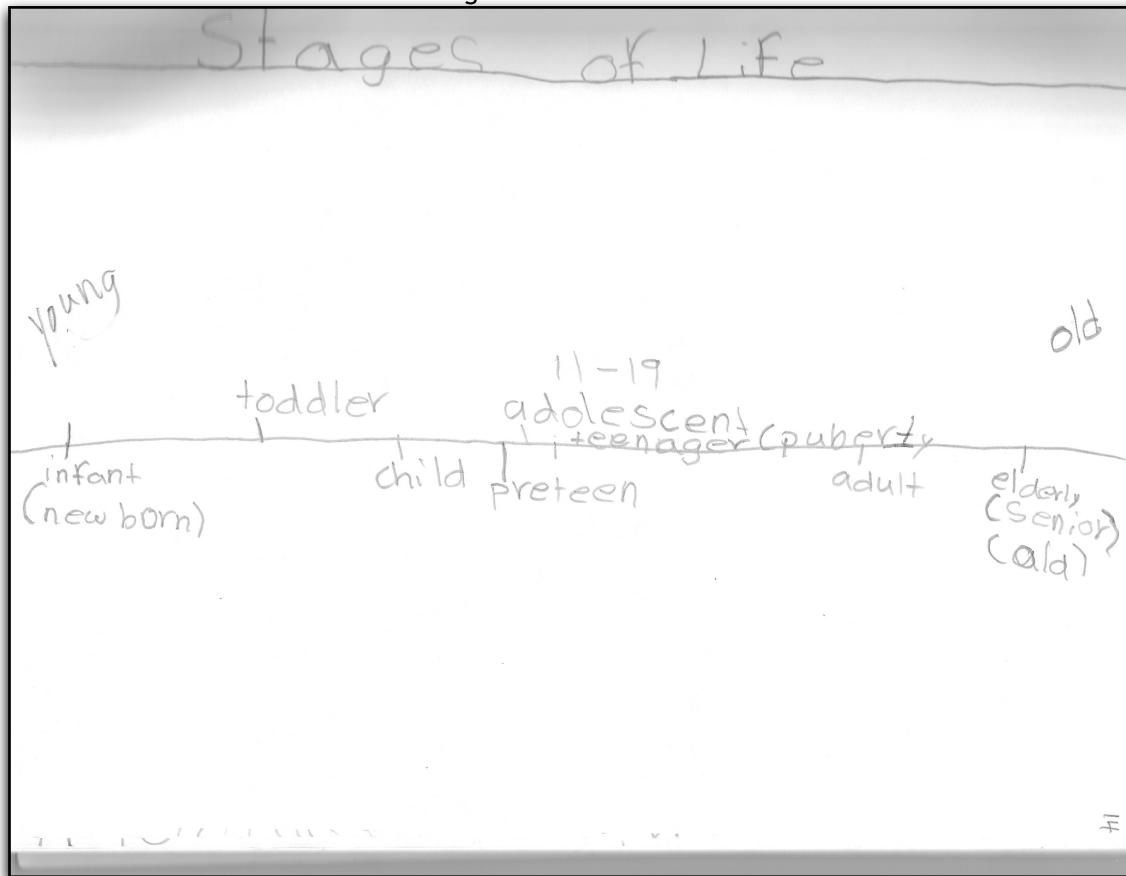 Stages of Life
young
old
11-19
toddler
adolescent
teenager (puberty
infant
(new born)
child
preteen
adult
elderly
(senior)
(old)